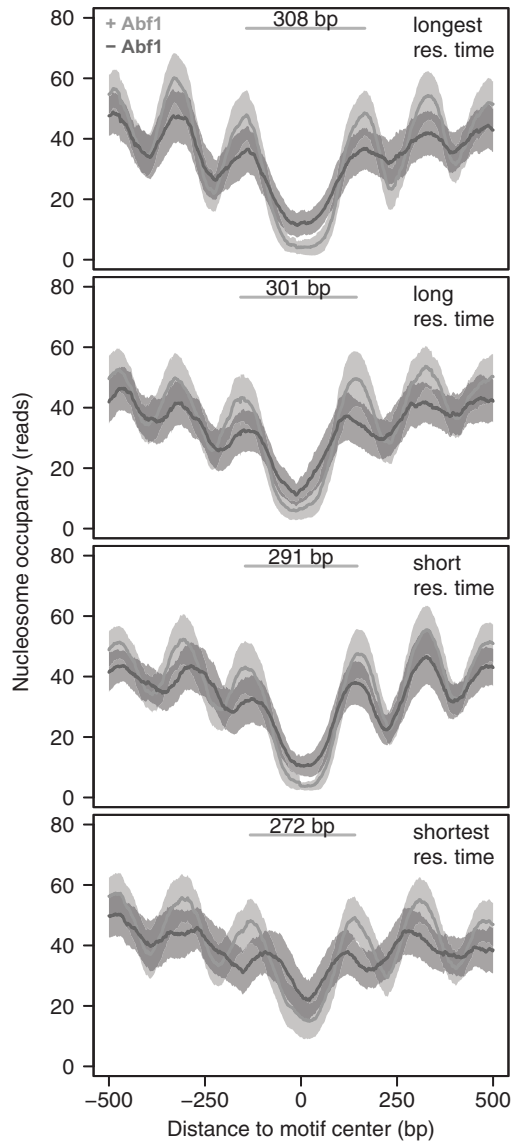 80
60
40
20
0
+ Abf1
− Abf1
308 bp
longest
res. time
80
60
40
20
0
301 bp
long
res. time
80
60
40
20
0
291 bp
short
res. time
80
60
40
20
0
272 bp
shortest
res. time
Nucleosome occupancy (reads)
−500 −250 0 250 500
Distance to motif center (bp)